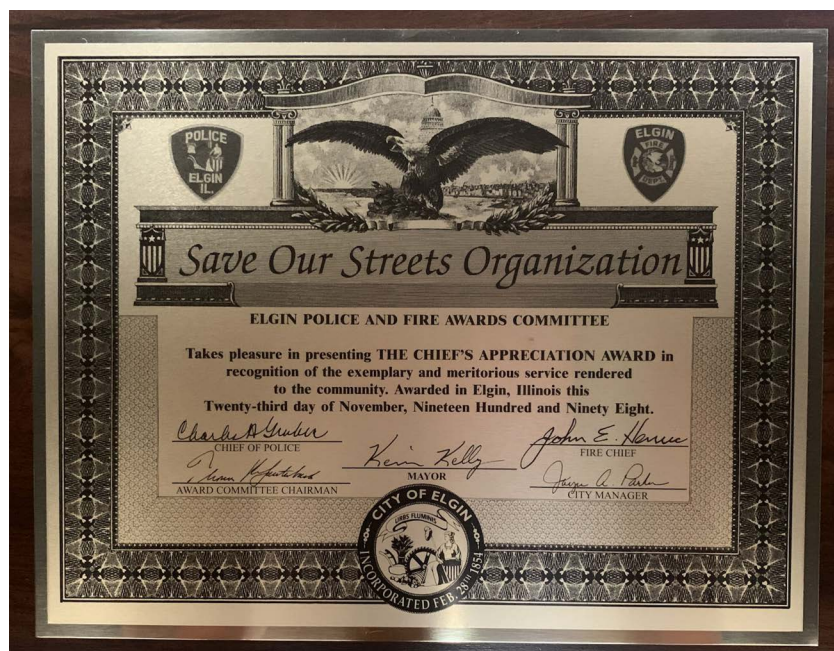 POLICE
ELGIN
IL.
ELGIN
FIRE
DEPT.
Save Our Streets Organization
ELGIN POLICE AND FIRE AWARDS COMMITTEE
Takes pleasure in presenting THE CHIEF'S APPRECIATION AWARD in
recognition of the exemplary and meritorious service rendered
to the community. Awarded in Elgin, Illinois this
Twenty-third day of November, Nineteen Hundred and Ninety Eight.
Charles A Gruber
CHIEF OF POLICE
John E. Henrici
FIRE CHIEF
Kevin Kelly
MAYOR
AWARD COMMITTEE CHAIRMAN
CITY MANAGER
CITY OF ELGIN
URBS FLUMINIS
INCORPORATED FEB. 28TH 1854